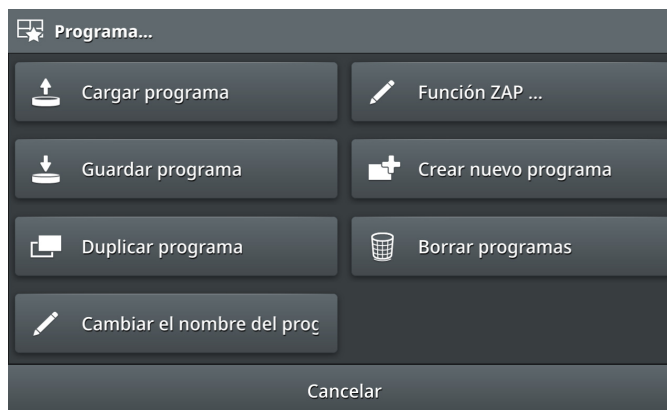 Programa...
Cargar programa
Función ZAP ...
Guardar programa
Crear nuevo programa
Duplicar programa
Borrar programas
Cambiar el nombre del prog
Cancelar